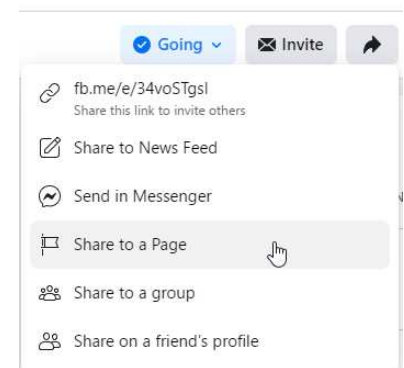 Going Invite
fb.me/e/34voSTgsl
Share this link to invite others
Share to News Feed
Send in Messenger
Share to a Page
Share to a group
Share on a friend's profile